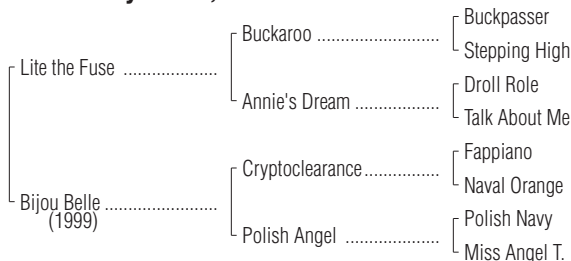 Buckpasser
Buckaroo ..................................
Stepping High
Lite the Fuse .....................
Droll Role
Annie's Dream .......................
Talk About Me
Fappiano
Cryptoclearance....................
Naval Orange
Bijou Belle .........................
(1999)
Polish Navy
Polish Angel .........................
Miss Angel T.